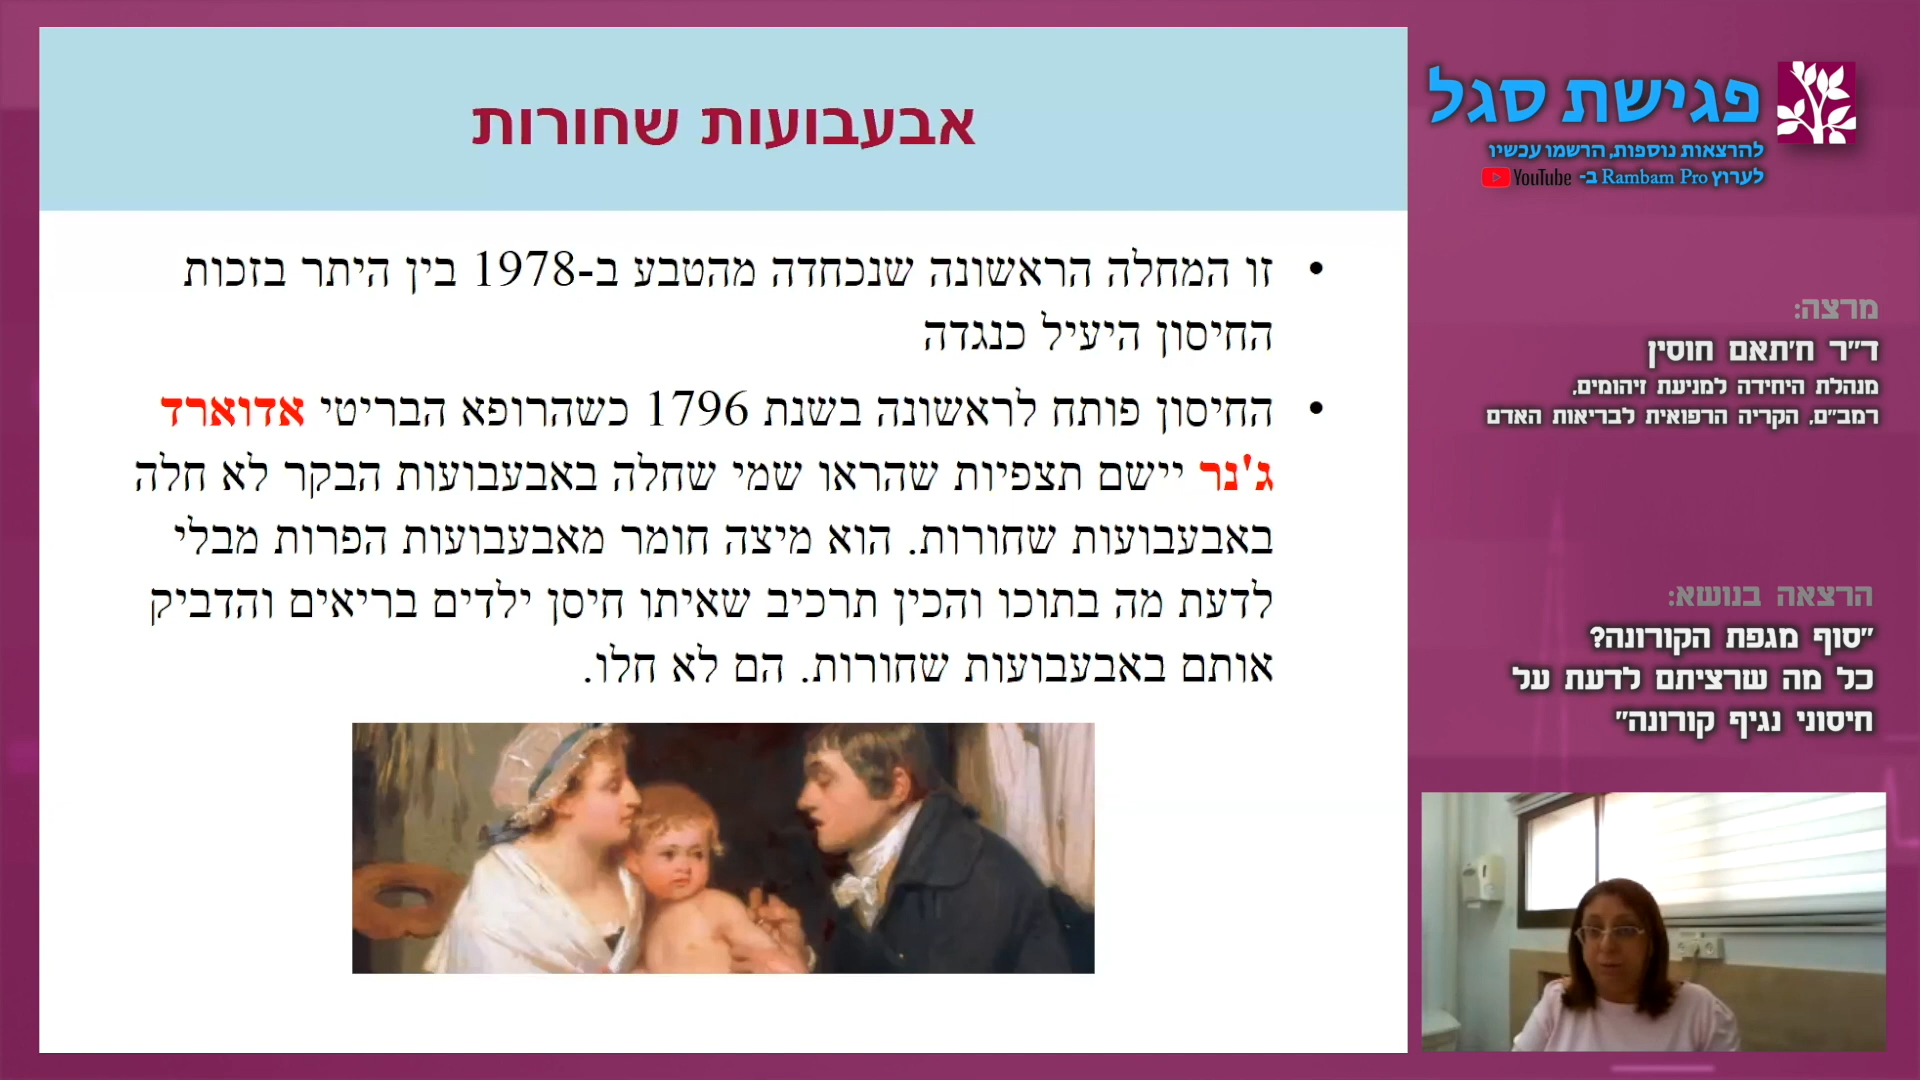 אבעבועות שחורות
• זו המחלה הראשונה שנכחדה מהטבע ב-1978 בין היתר בזכות
החיסון היעיל כנגדה
• החיסון פותח לראשונה בשנת 1796 כשהרופא הבריטי אדוארד
ג'נר יישם תצפיות שהראו שמי שחלה באבעבועות הבקר לא חלה
באבעבועות שחורות. הוא מיצה חומר מאבעבועות הפרות מבלי
לדעת מה בתוכו והכין תרכיב שאיתו חיסן ילדים בריאים והדביק
אותם באבעבועות שחורות. הם לא חלו.
פגישת סגל
להרצאות נוספות, הרשמו עכשיו
לערוץ Rambam Pro ב- YouTube
מרצה:
ד״ר ח'תאם חוסין
מנהלת היחידה למניעת זיהומים,
רמב״ם, הקריה הרפואית לבריאות האדם
הרצאה בנושא:
״סוף מגפת הקורונה?
כל מה שרציתם לדעת על
חיסוני נגיף קורונה״